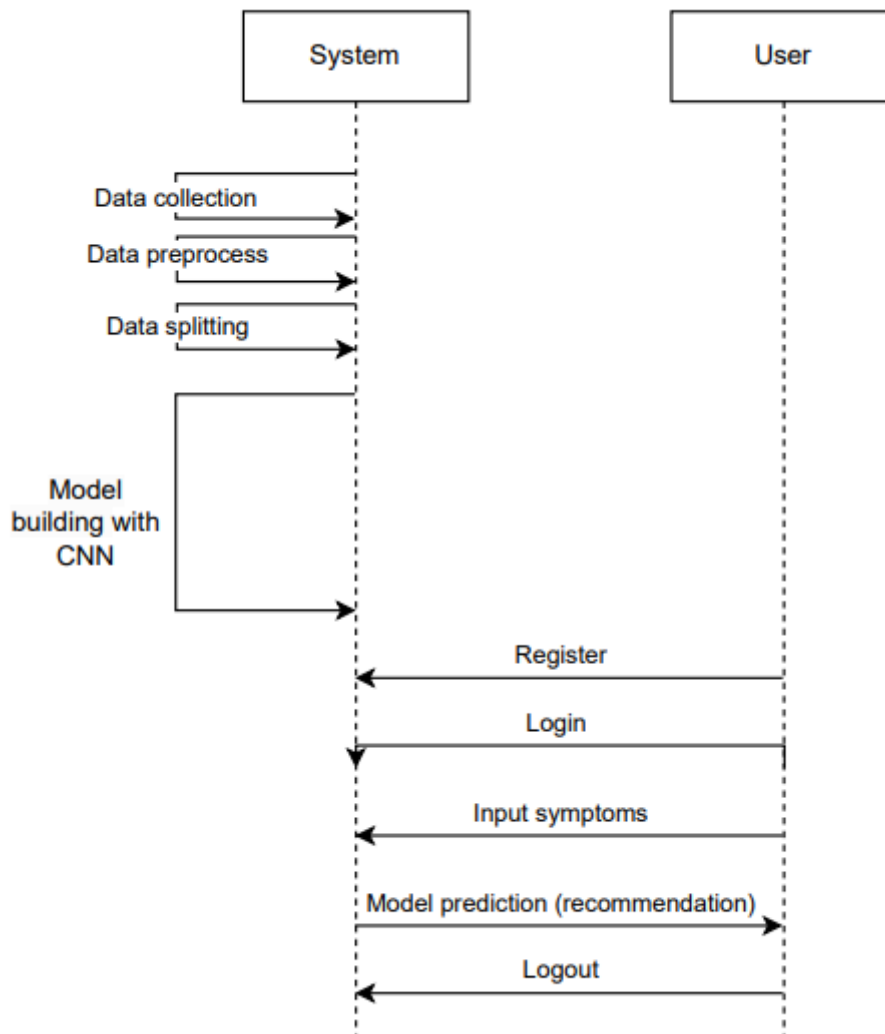 System
User
Data collection
Data preprocess
Data splitting
Model
building with
CNN
Register
Login
Input symptoms
Model prediction (recommendation)
Logout